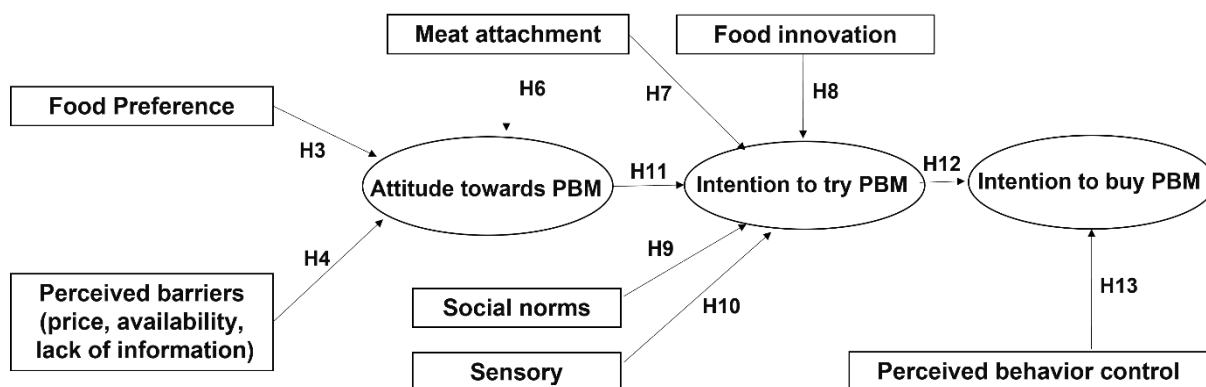 Meat attachment
Food innovation
H6
H7
H8
Food Preference
H3
Attitude towards PBM
H11
Intention to try PBM
H12
Intention to buy PBM
H4
H9
H10
H13
Perceived barriers
(price, availability,
lack of information)
Social norms
Sensory
Perceived behavior control